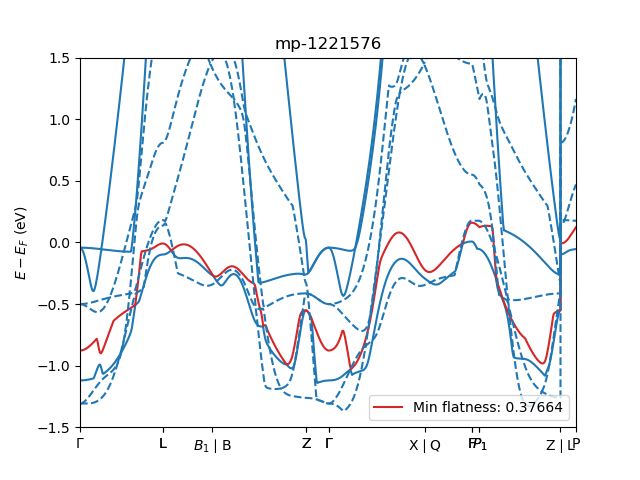 mp-1221576
E − E_F (eV)
1.5
1.0
0.5
0.0
−0.5
−1.0
−1.5
Min flatness: 0.37664
Γ L B₁ | B Z Γ X | Q P₁ Z | L P